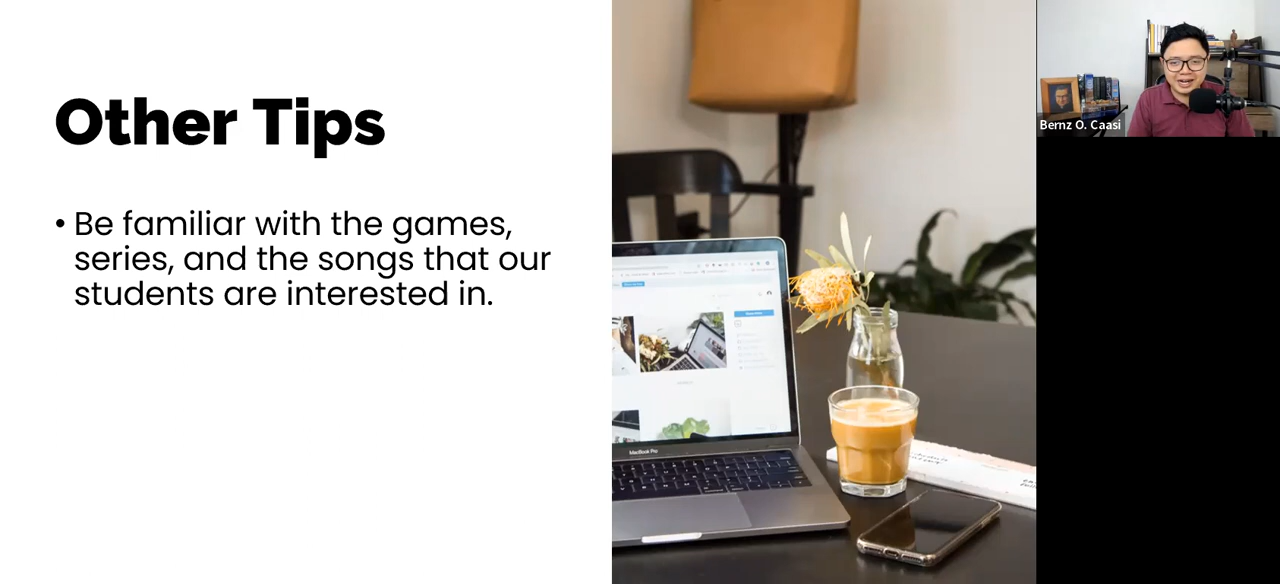 Other Tips
• Be familiar with the games,
series, and the songs that our
students are interested in.
Bernz O. Caasi
MacBook Pro